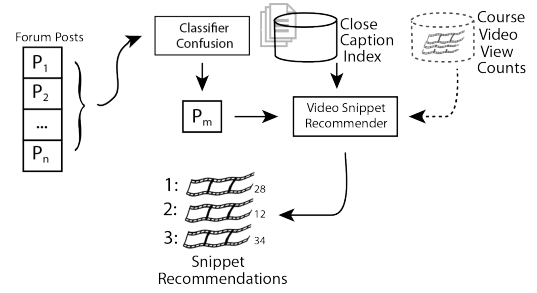 Forum Posts
P1
P2
...
Pn
Classifier
Confusion
Pm
Close
Caption
Index
Course
Video
View
Counts
Video Snippet
Recommender
1: 28
2: 12
3: 34
Snippet
Recommendations